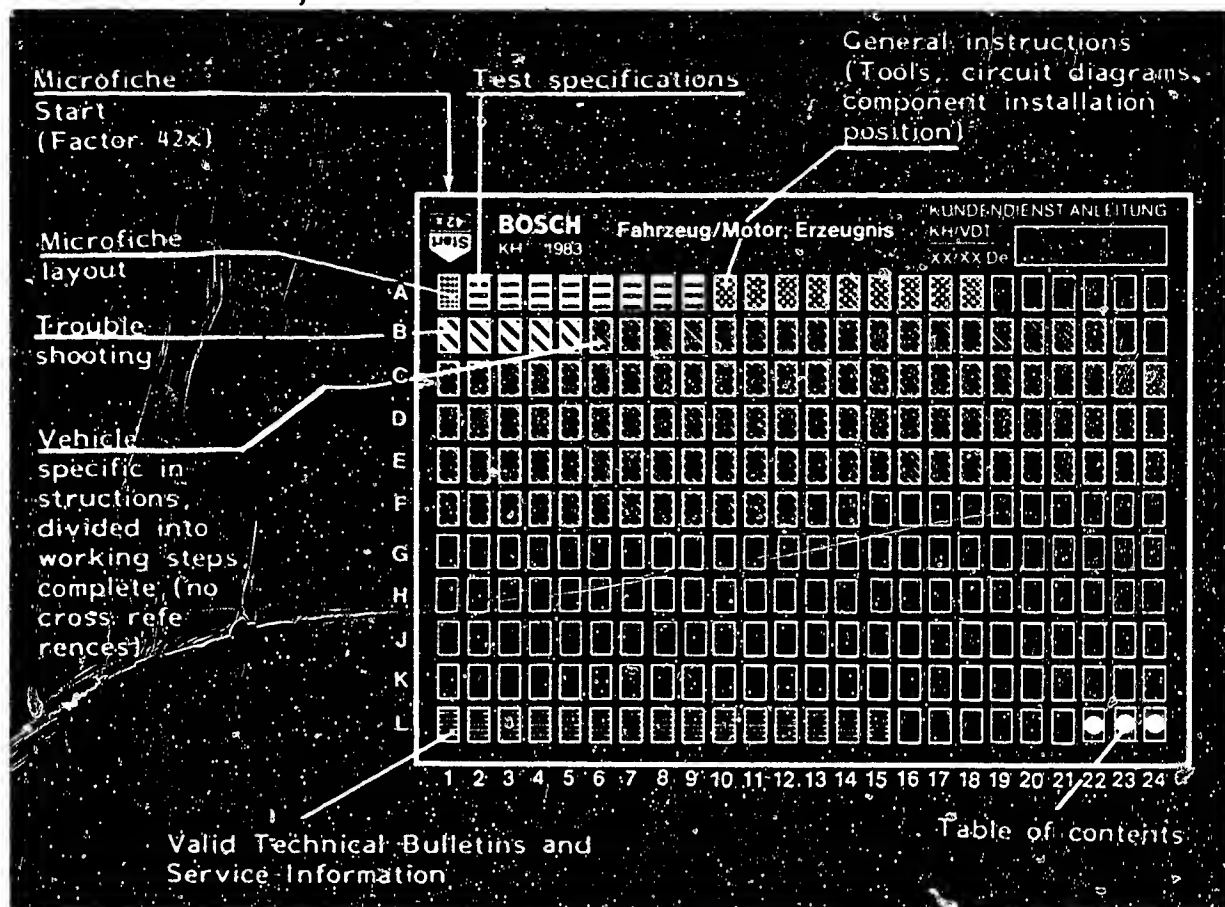 Microfiche
Start
(Factor 42x)
Test specifications
General instructions
(Tools, circuit diagrams,
component installation
position)
Start
42x
BOSCH
KH 1983
Fahrzeug/Motor, Erzeugnis
KUNDENDIENST ANLEITUNG
KH/VDT
xx/xx De
Microfiche
layout
Trouble
shooting
Vehicle
specific in
structions,
divided into
working steps
complete (no
cross refe
rences)
A
B
C
D
E
F
G
H
J
K
L
1 2 3 4 5 6 7 8 9 10 11 12 13 14 15 16 17 18 19 20 21 22 23 24
Valid Technical Bulletins and
Service Information
Table of contents